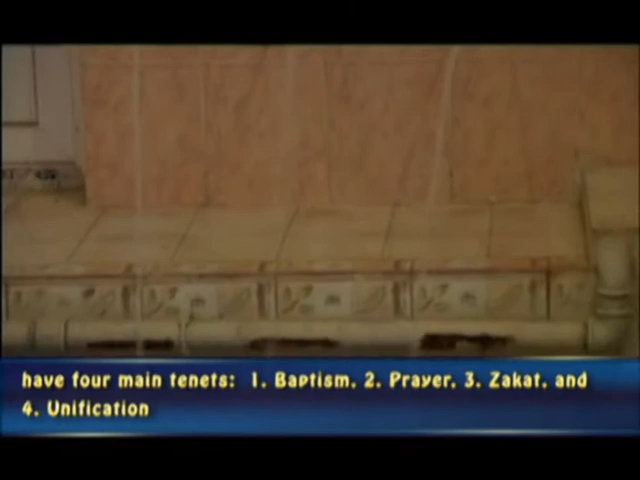 have four main tenets: 1. Baptism, 2. Prayer, 3. Zakat, and
4. Unification